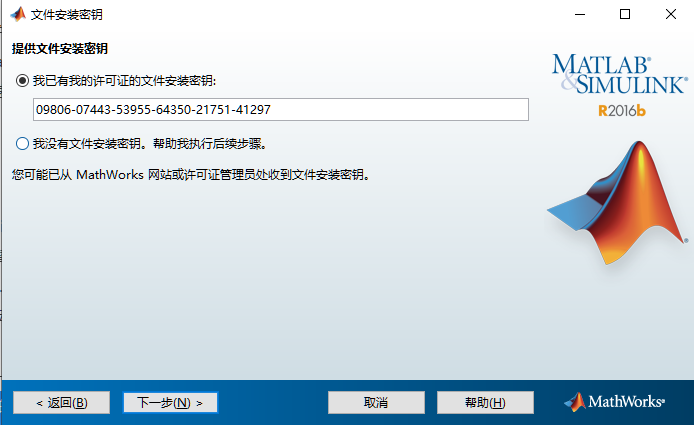 文件安装密钥
提供文件安装密钥
我已有我的许可证的文件安装密钥:
09806-07443-53955-64350-21751-41297
我没有文件安装密钥。帮助我执行后续步骤。
您可能已从 MathWorks 网站或许可证管理员处收到文件安装密钥。
MATLAB®
&SIMULINK®
R2016b
®
< 返回(B)
下一步(N) >
取消
帮助(H)
MathWorks®